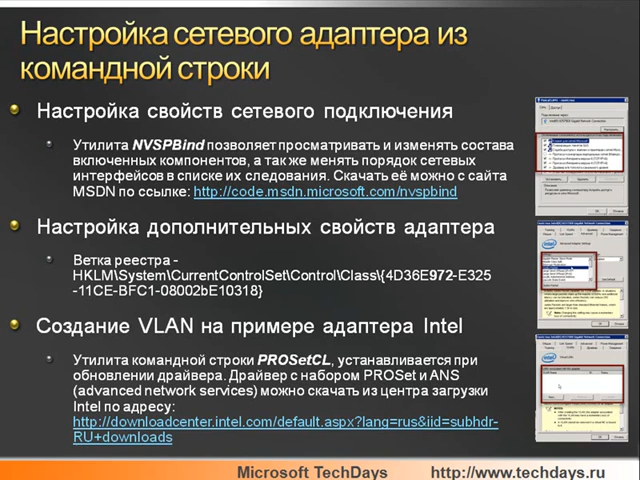 Настройка сетевого адаптера из
командной строки
Настройка свойств сетевого подключения
Утилита NVSPBind позволяет просматривать и изменять состава
включенных компонентов, а так же менять порядок сетевых
интерфейсов в списке их следования. Скачать её можно с сайта
MSDN по ссылке: http://code.msdn.microsoft.com/nvspbind
Настройка дополнительных свойств адаптера
Ветка реестра -
HKLM\System\CurrentControlSet\Control\Class\{4D36E972-E325
-11CE-BFC1-08002bE10318}
Создание VLAN на примере адаптера Intel
Утилита командной строки PROSetCL, устанавливается при
обновлении драйвера. Драйвер с набором PROSet и ANS
(advanced network services) можно скачать из центра загрузки
Intel по адресу:
http://downloadcenter.intel.com/default.aspx?lang=rus&iid=subhdr-
RU+downloads
Microsoft TechDays http://www.techdays.ru